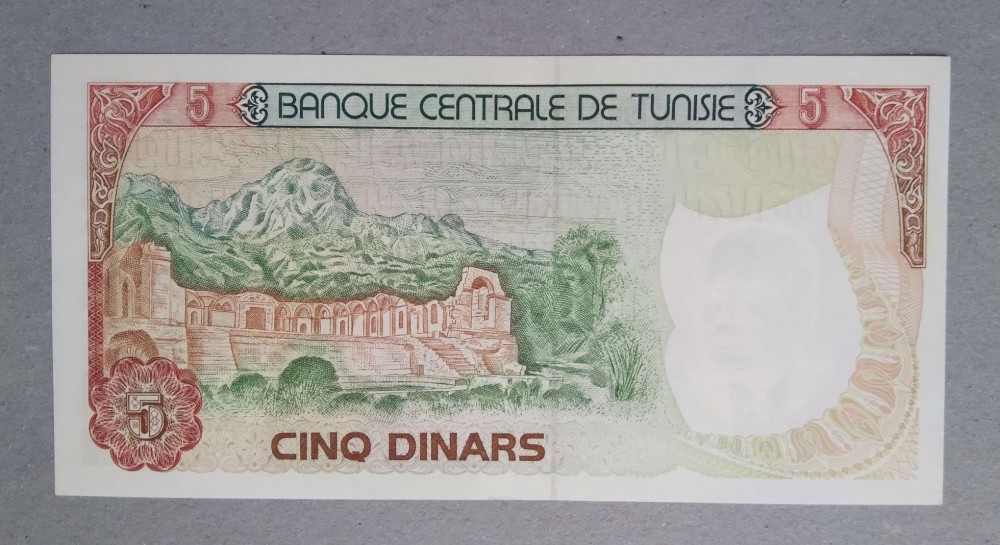 5 BANQUE CENTRALE DE TUNISIE 5
5
CINQ DINARS